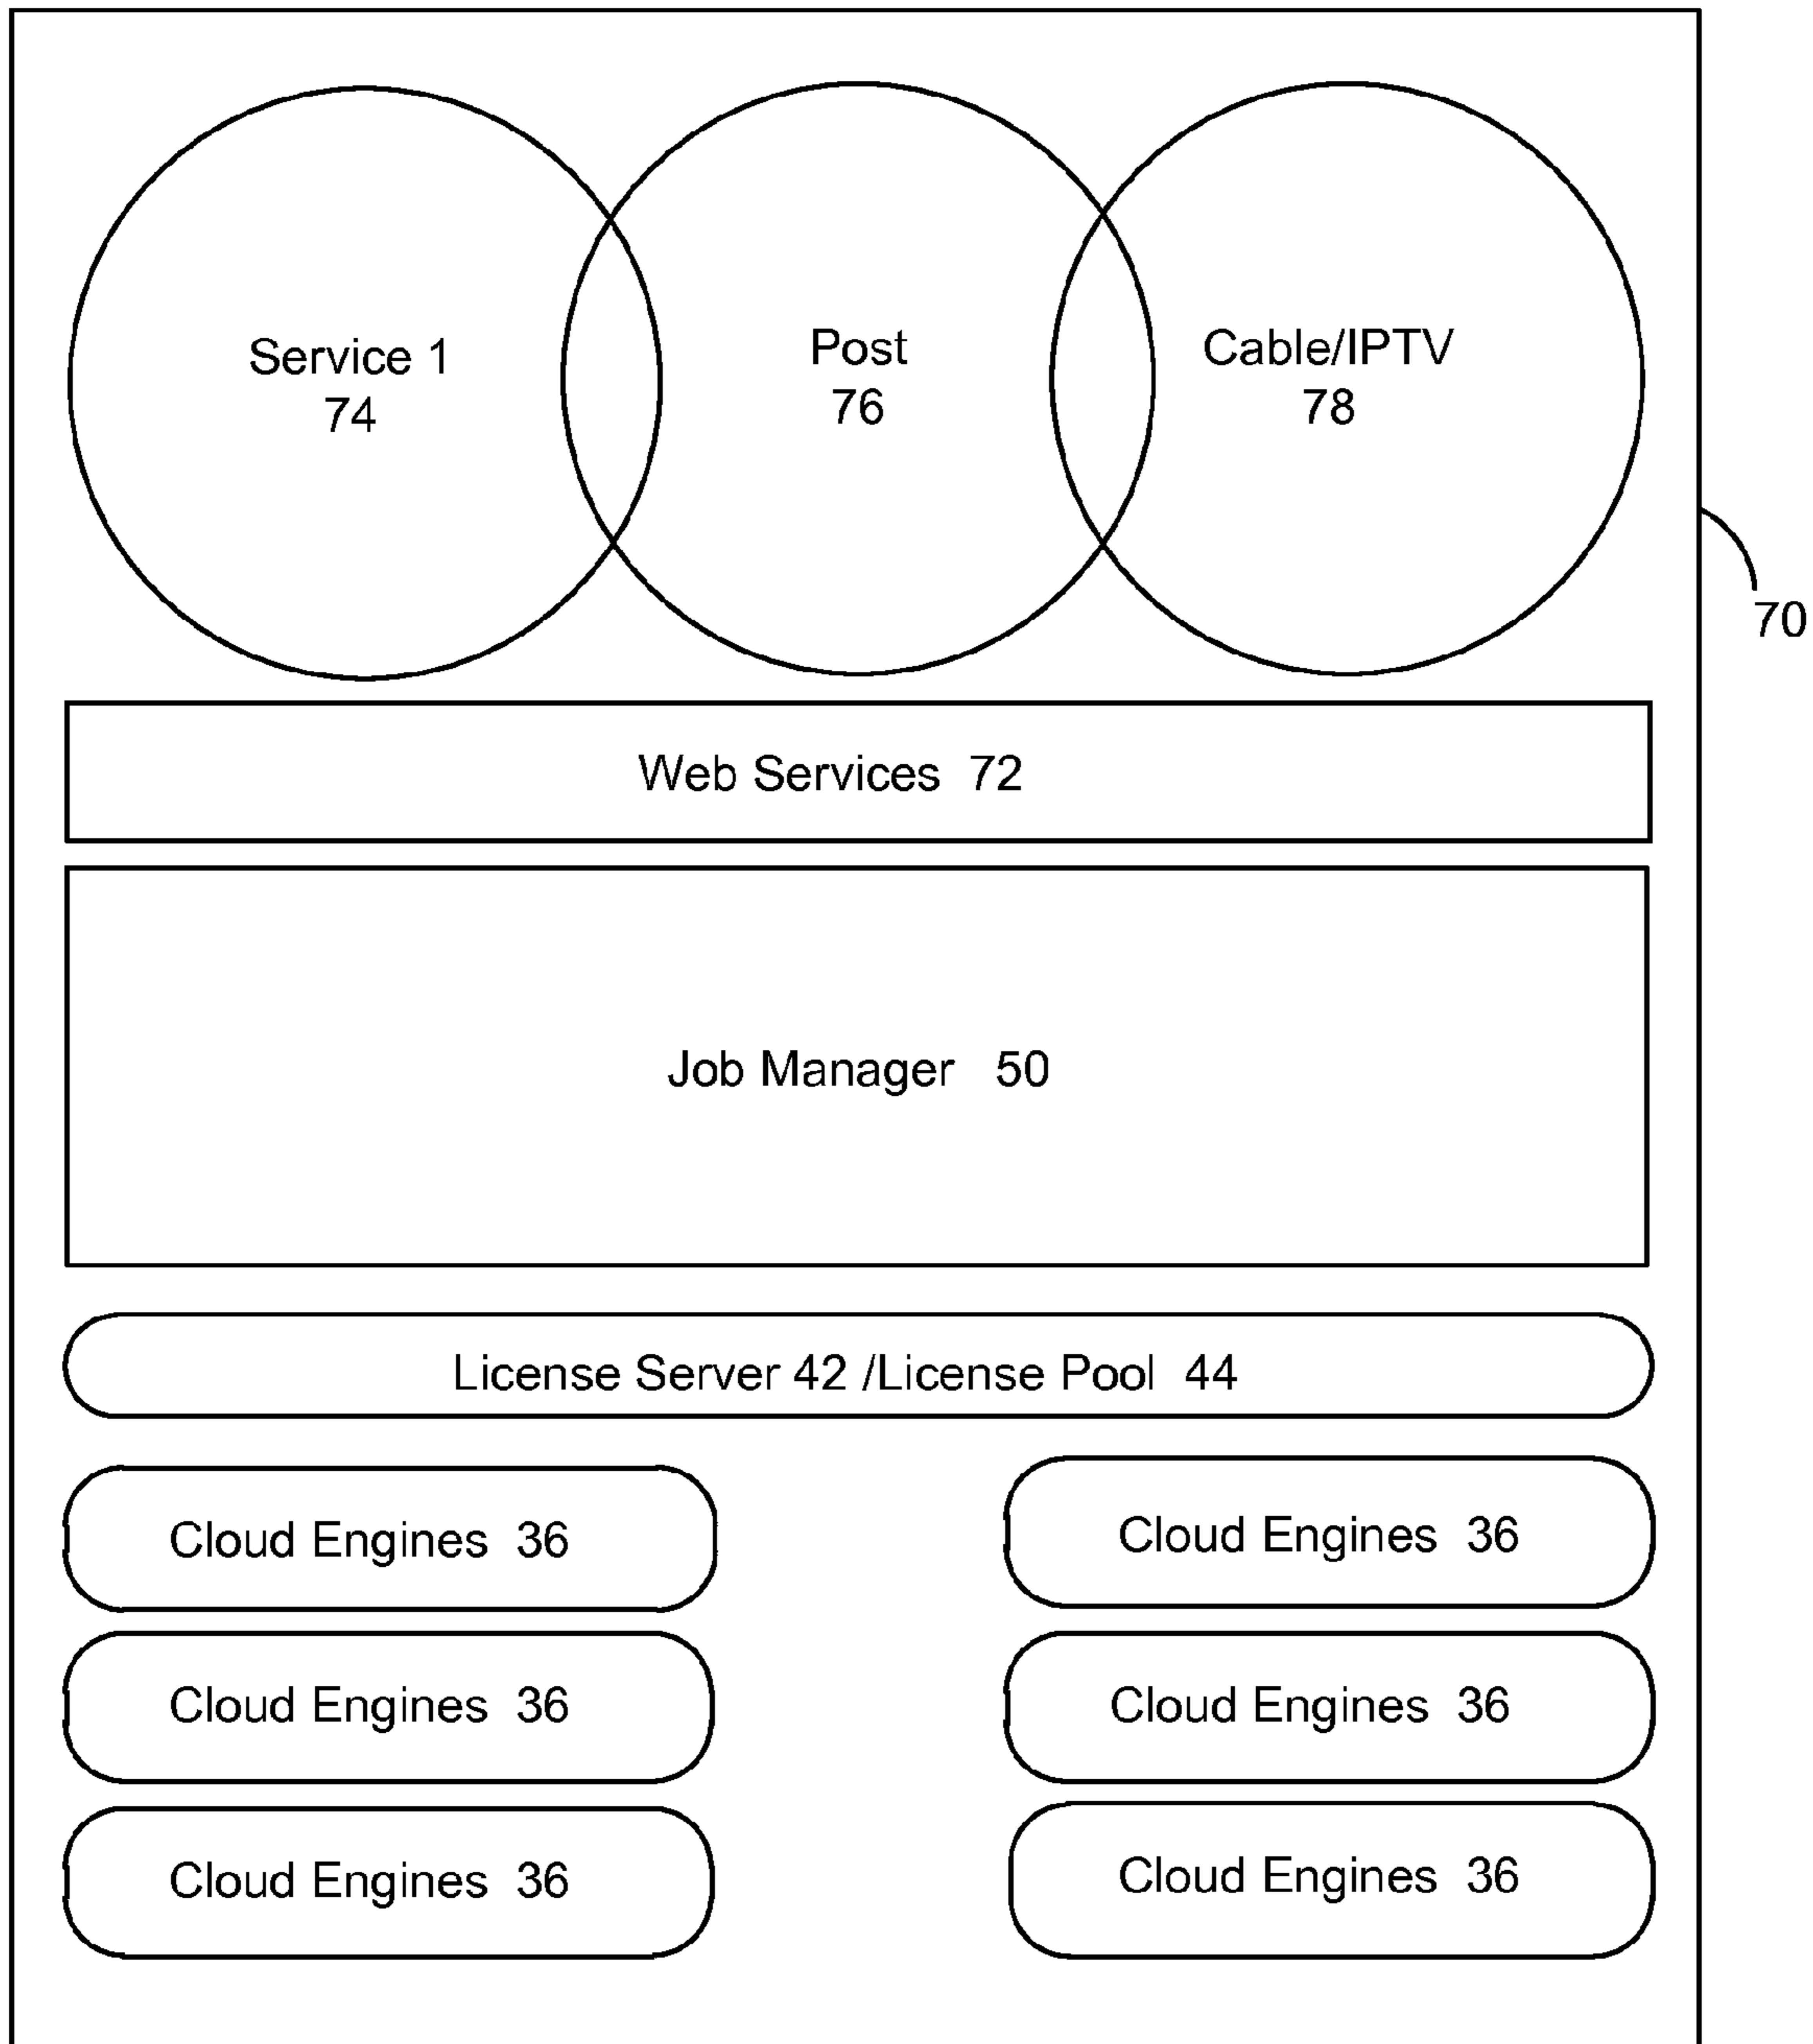 Service 1
74
Post
76
Cable/IPTV
78
70
Web Services 72
Job Manager 50
License Server 42 /License Pool 44
Cloud Engines 36
Cloud Engines 36
Cloud Engines 36
Cloud Engines 36
Cloud Engines 36
Cloud Engines 36